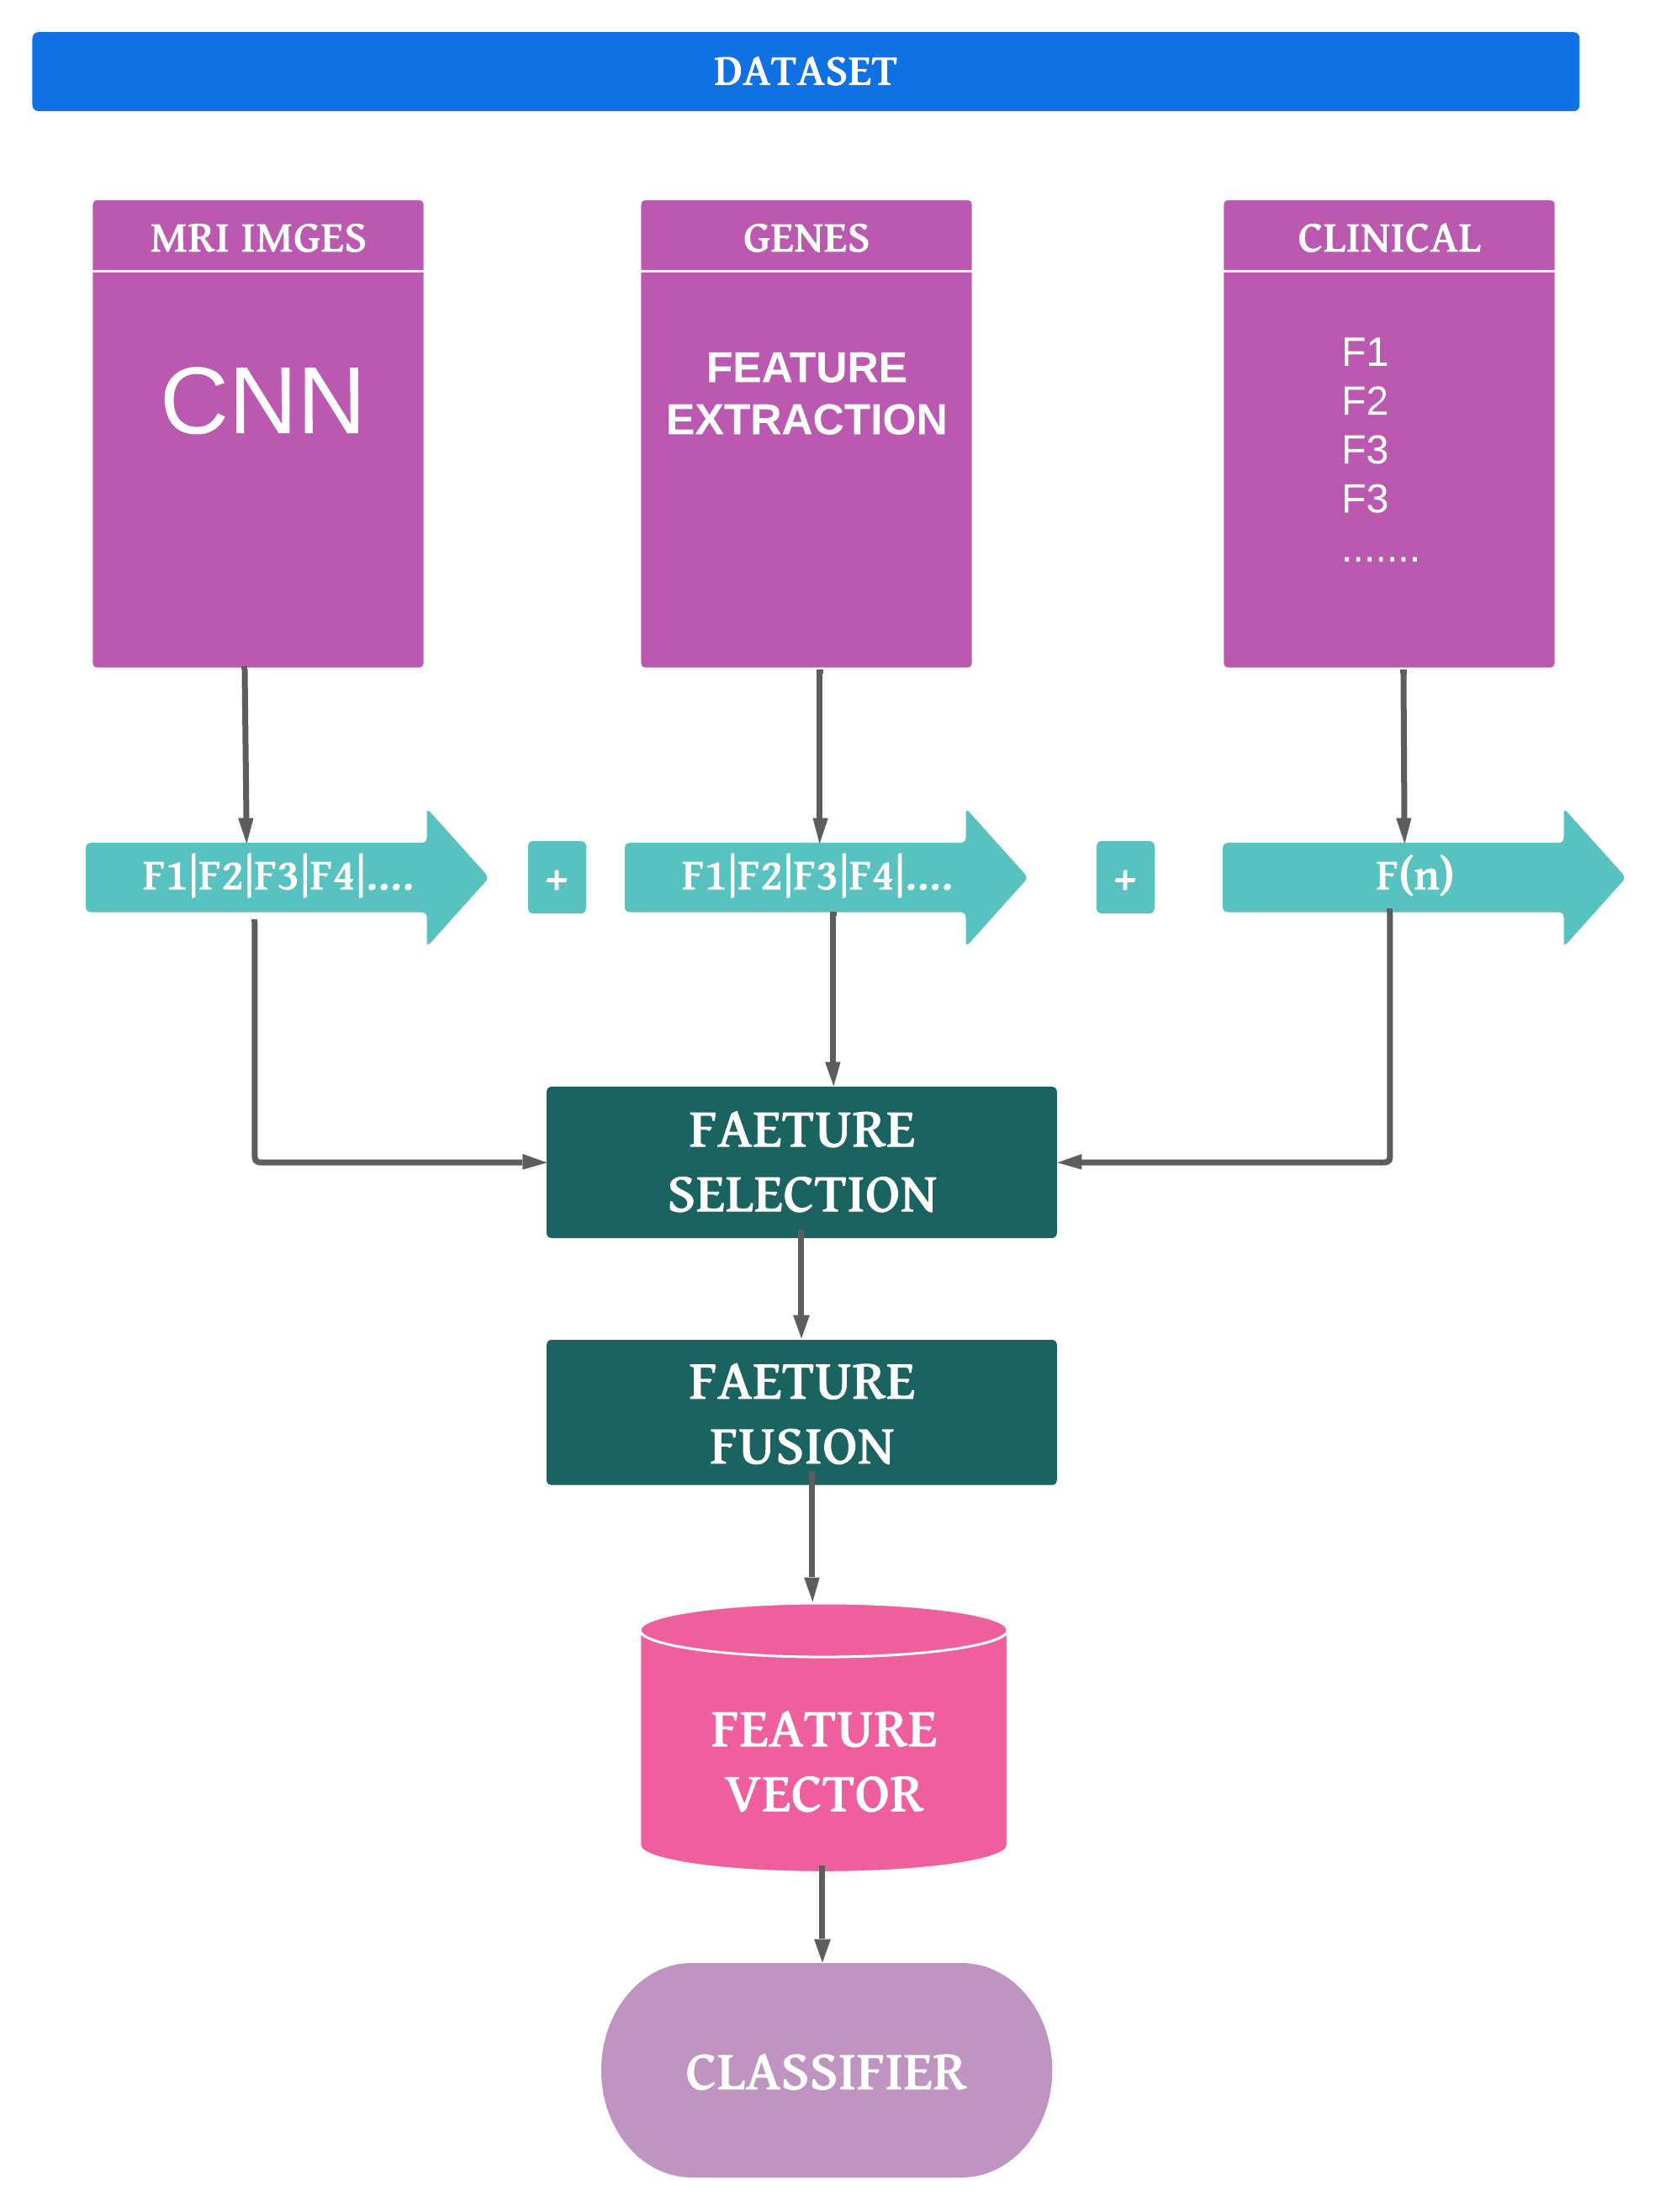 DATASET
MRI IMGES
CNN
GENES
FEATURE
EXTRACTION
CLINICAL
F1
F2
F3
F3
.......
F1|F2|F3|F4|....
+
F1|F2|F3|F4|....
+
F(n)
FAETURE
SELECTION
FAETURE
FUSION
FEATURE
VECTOR
CLASSIFIER